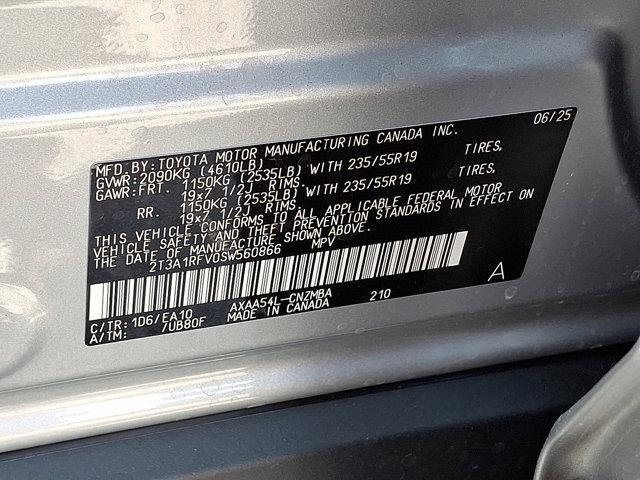 MFD.BY:TOYOTA MOTOR MANUFACTURING CANADA INC. 06/25
GVWR:2090KG (4610LB)
GAWR:FRT. 1150KG (2535LB) WITH 235/55R19 TIRES,
19x7 1/2J RIMS.
RR. 1150KG (2535LB) WITH 235/55R19 TIRES,
19x7 1/2J RIMS.
THIS VEHICLE CONFORMS TO ALL APPLICABLE FEDERAL MOTOR
VEHICLE SAFETY AND THEFT PREVENTION STANDARDS IN EFFECT ON
THE DATE OF MANUFACTURE SHOWN ABOVE.
2T3A1RFV0SW560866 MPV
A
C/TR:1D6/EA10 AXAA54L-CNZMBA 210
A/TM: /UB80F MADE IN CANADA